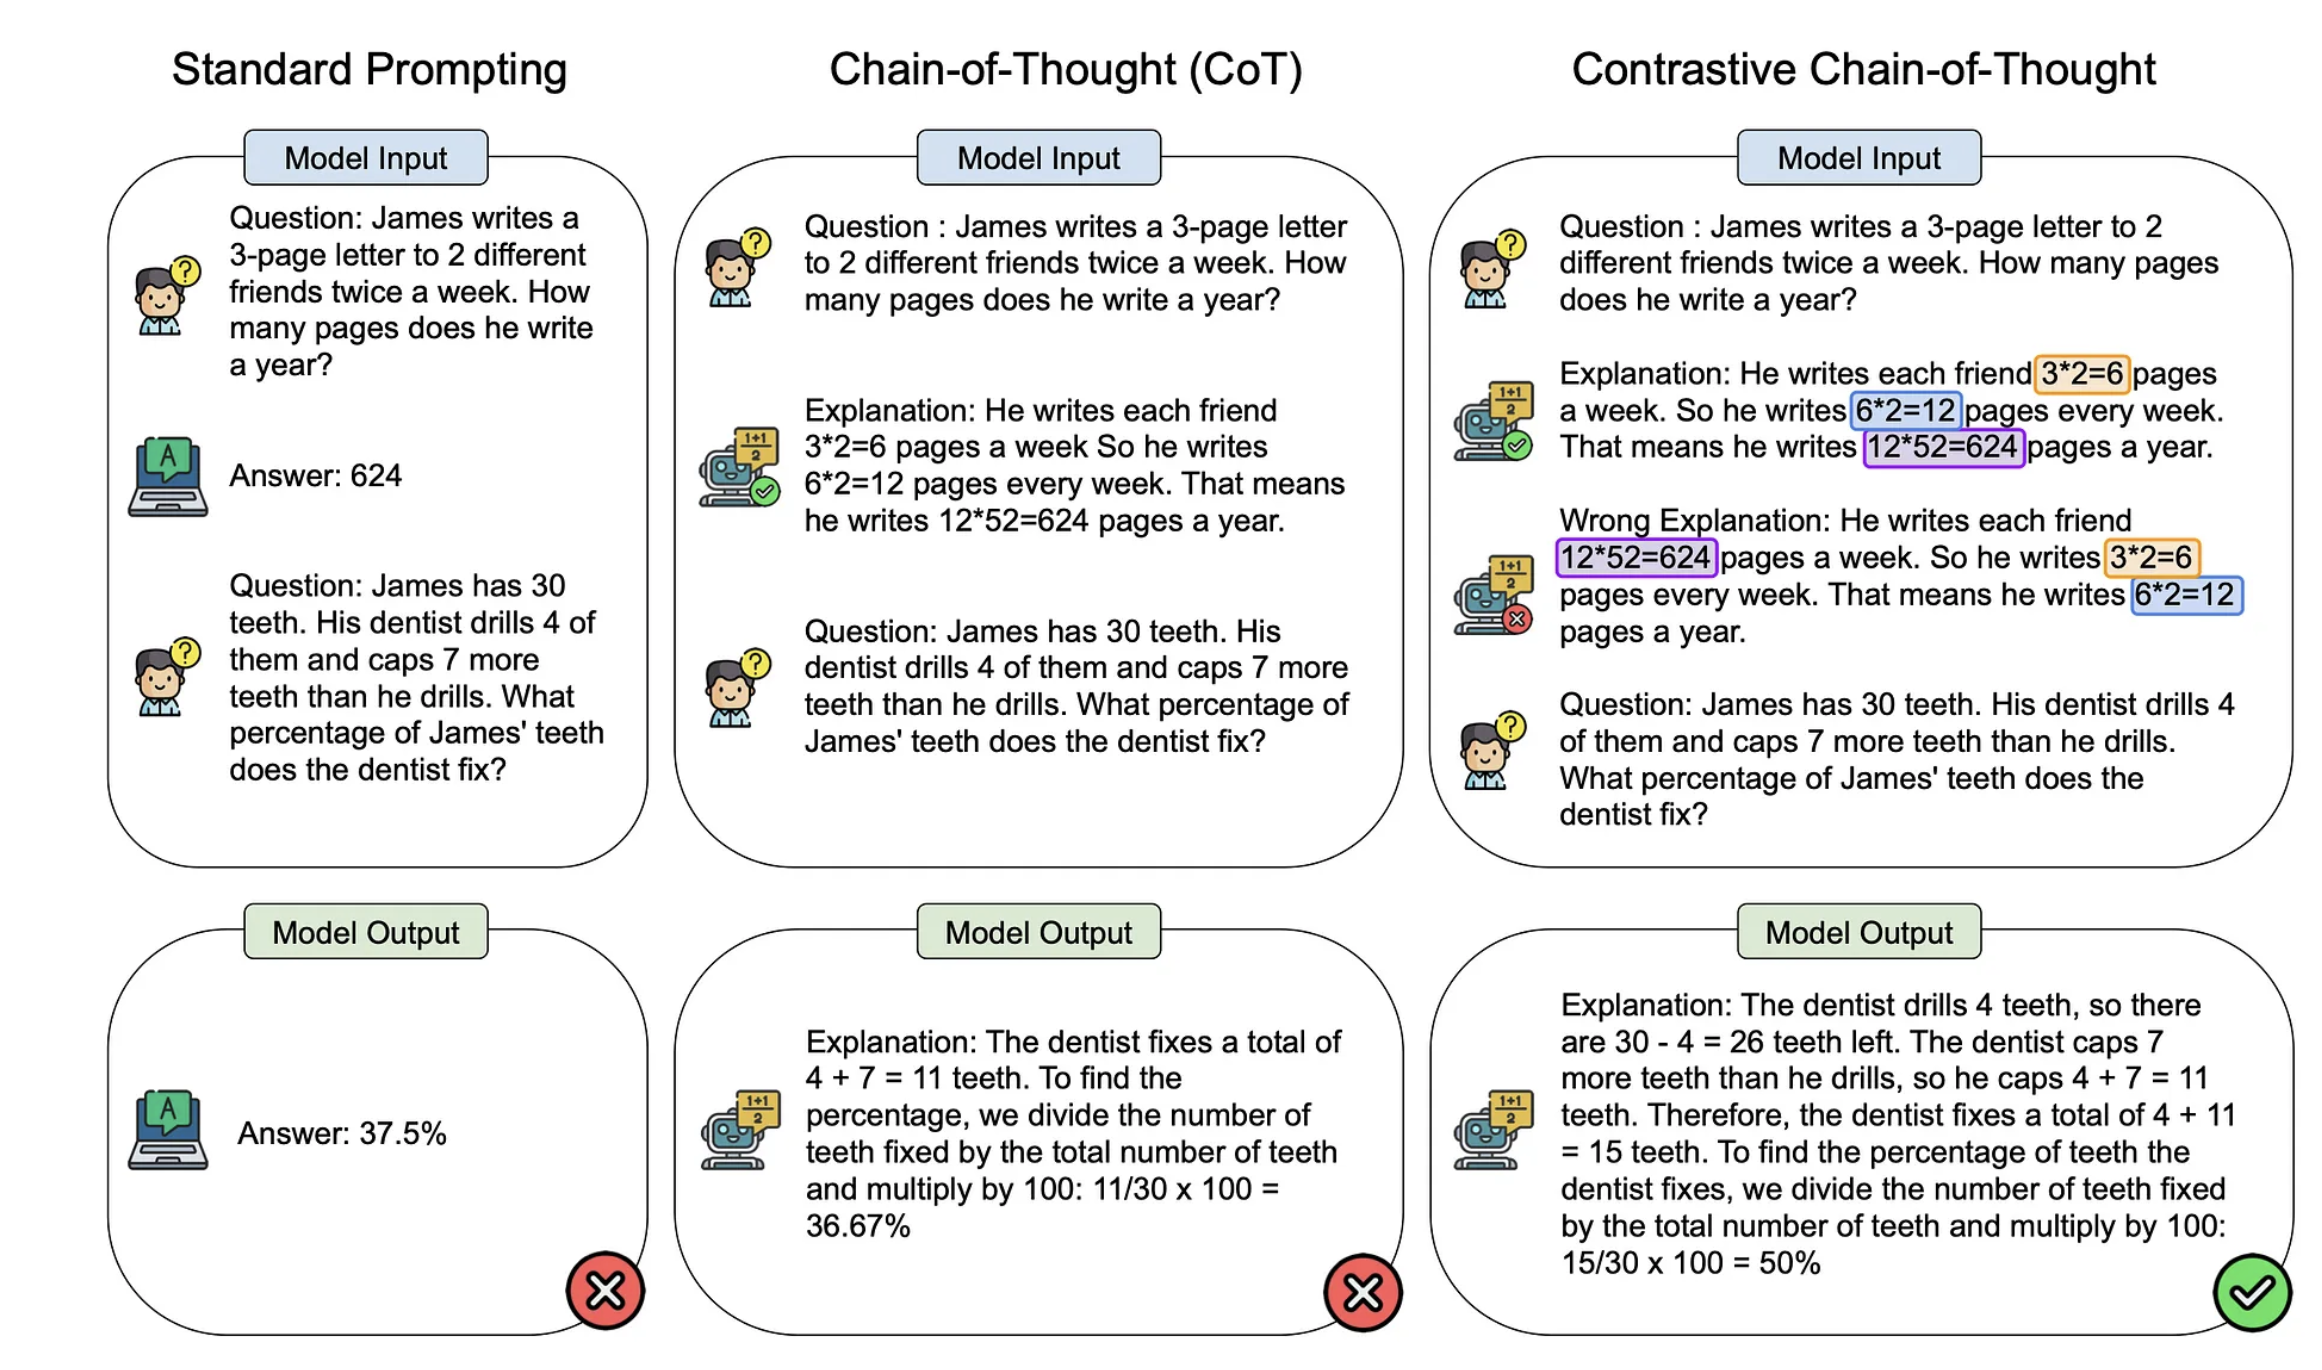 Standard Prompting
Model Input
Question: James writes a
3-page letter to 2 different
friends twice a week. How
many pages does he write
a year?
A
Answer: 624
Question: James has 30
teeth. His dentist drills 4 of
them and caps 7 more
teeth than he drills. What
percentage of James' teeth
does the dentist fix?
Model Output
A
Answer: 37.5%
Chain-of-Thought (CoT)
Model Input
Question : James writes a 3-page letter
to 2 different friends twice a week. How
many pages does he write a year?
1+1
2
Explanation: He writes each friend
3*2=6 pages a week So he writes
6*2=12 pages every week. That means
he writes 12*52=624 pages a year.
Question: James has 30 teeth. His
dentist drills 4 of them and caps 7 more
teeth than he drills. What percentage of
James' teeth does the dentist fix?
Model Output
1+1
2
Explanation: The dentist fixes a total of
4 + 7 = 11 teeth. To find the
percentage, we divide the number of
teeth fixed by the total number of teeth
and multiply by 100: 11/30 x 100 =
36.67%
Contrastive Chain-of-Thought
Model Input
Question : James writes a 3-page letter to 2
different friends twice a week. How many pages
does he write a year?
1+1
2
Explanation: He writes each friend 3*2=6 pages
a week. So he writes 6*2=12 pages every week.
That means he writes 12*52=624 pages a year.
1+1
2
Wrong Explanation: He writes each friend
12*52=624 pages a week. So he writes 3*2=6
pages every week. That means he writes 6*2=12
pages a year.
Question: James has 30 teeth. His dentist drills 4
of them and caps 7 more teeth than he drills.
What percentage of James' teeth does the
dentist fix?
Model Output
1+1
2
Explanation: The dentist drills 4 teeth, so there
are 30 - 4 = 26 teeth left. The dentist caps 7
more teeth than he drills, so he caps 4 + 7 = 11
teeth. Therefore, the dentist fixes a total of 4 + 11
= 15 teeth. To find the percentage of teeth the
dentist fixes, we divide the number of teeth fixed
by the total number of teeth and multiply by 100:
15/30 x 100 = 50%